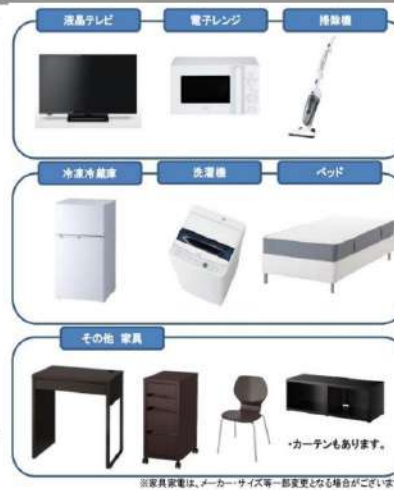 液晶テレビ
電子レンジ
掃除機
冷凍冷蔵庫
洗濯機
ベッド
その他 家具
・カーテンもあります。
※家具家電は、メーカー・サイズ等一部変更となる場合がございま